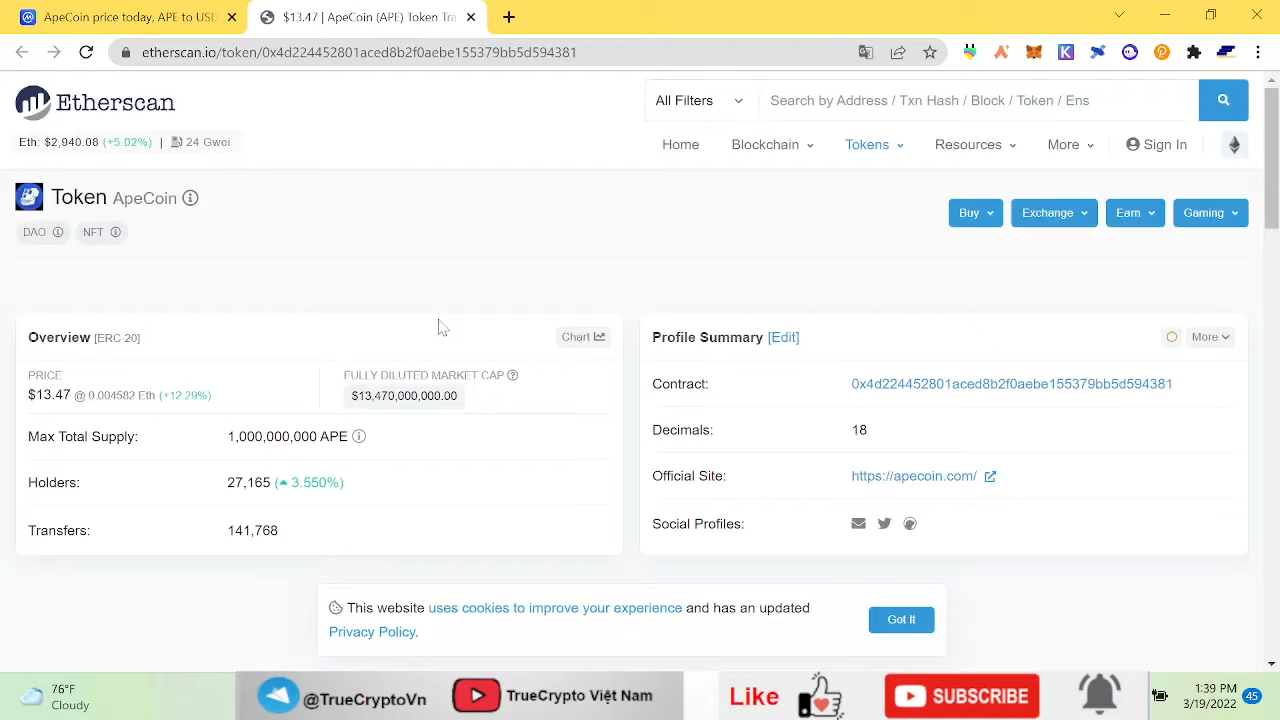 ApeCoin price today, APE to USD
$13.47 | ApeCoin (APE) Token Tra
etherscan.io/token/0x4d224452801aced8b2f0aebe155379bb5d594381
Etherscan
Eth: $2,940.08 (+5.02%) | 24 Gwei
All Filters
Search by Address / Txn Hash / Block / Token / Ens
Home
Blockchain
Tokens
Resources
More
Sign In
Token ApeCoin
DAO
NFT
Buy
Exchange
Earn
Gaming
Overview [ERC-20]
Chart
PRICE
$13.47 @ 0.004582 Eth (+12.29%)
FULLY DILUTED MARKET CAP
$13,470,000,000.00
Max Total Supply:
1,000,000,000 APE
Holders:
27,165 (3.550%)
Transfers:
141,768
Profile Summary [Edit]
More
Contract:
0x4d224452801aced8b2f0aebe155379bb5d594381
Decimals:
18
Official Site:
https://apecoin.com/
Social Profiles:
This website uses cookies to improve your experience and has an updated
Privacy Policy.
Got It
76°F
Cloudy
@TrueCryptoVn
TrueCrypto Việt Nam
Like
SUBSCRIBE
1:39 PM
3/19/2022
45